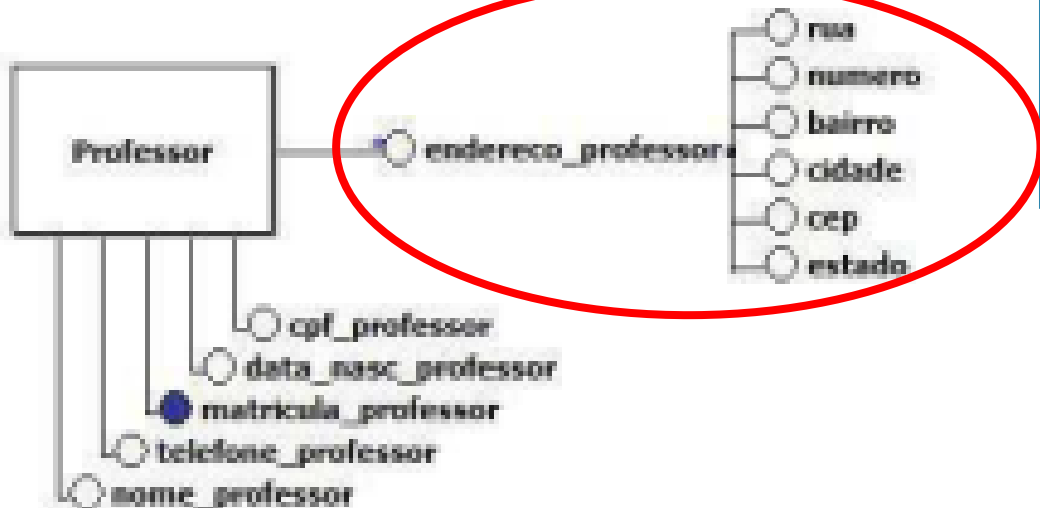 Professor
endereco_professor
rua
numero
bairro
cidade
cep
estado
cpf_professor
data_nasc_professor
matricula_professor
telefone_professor
nome_professor